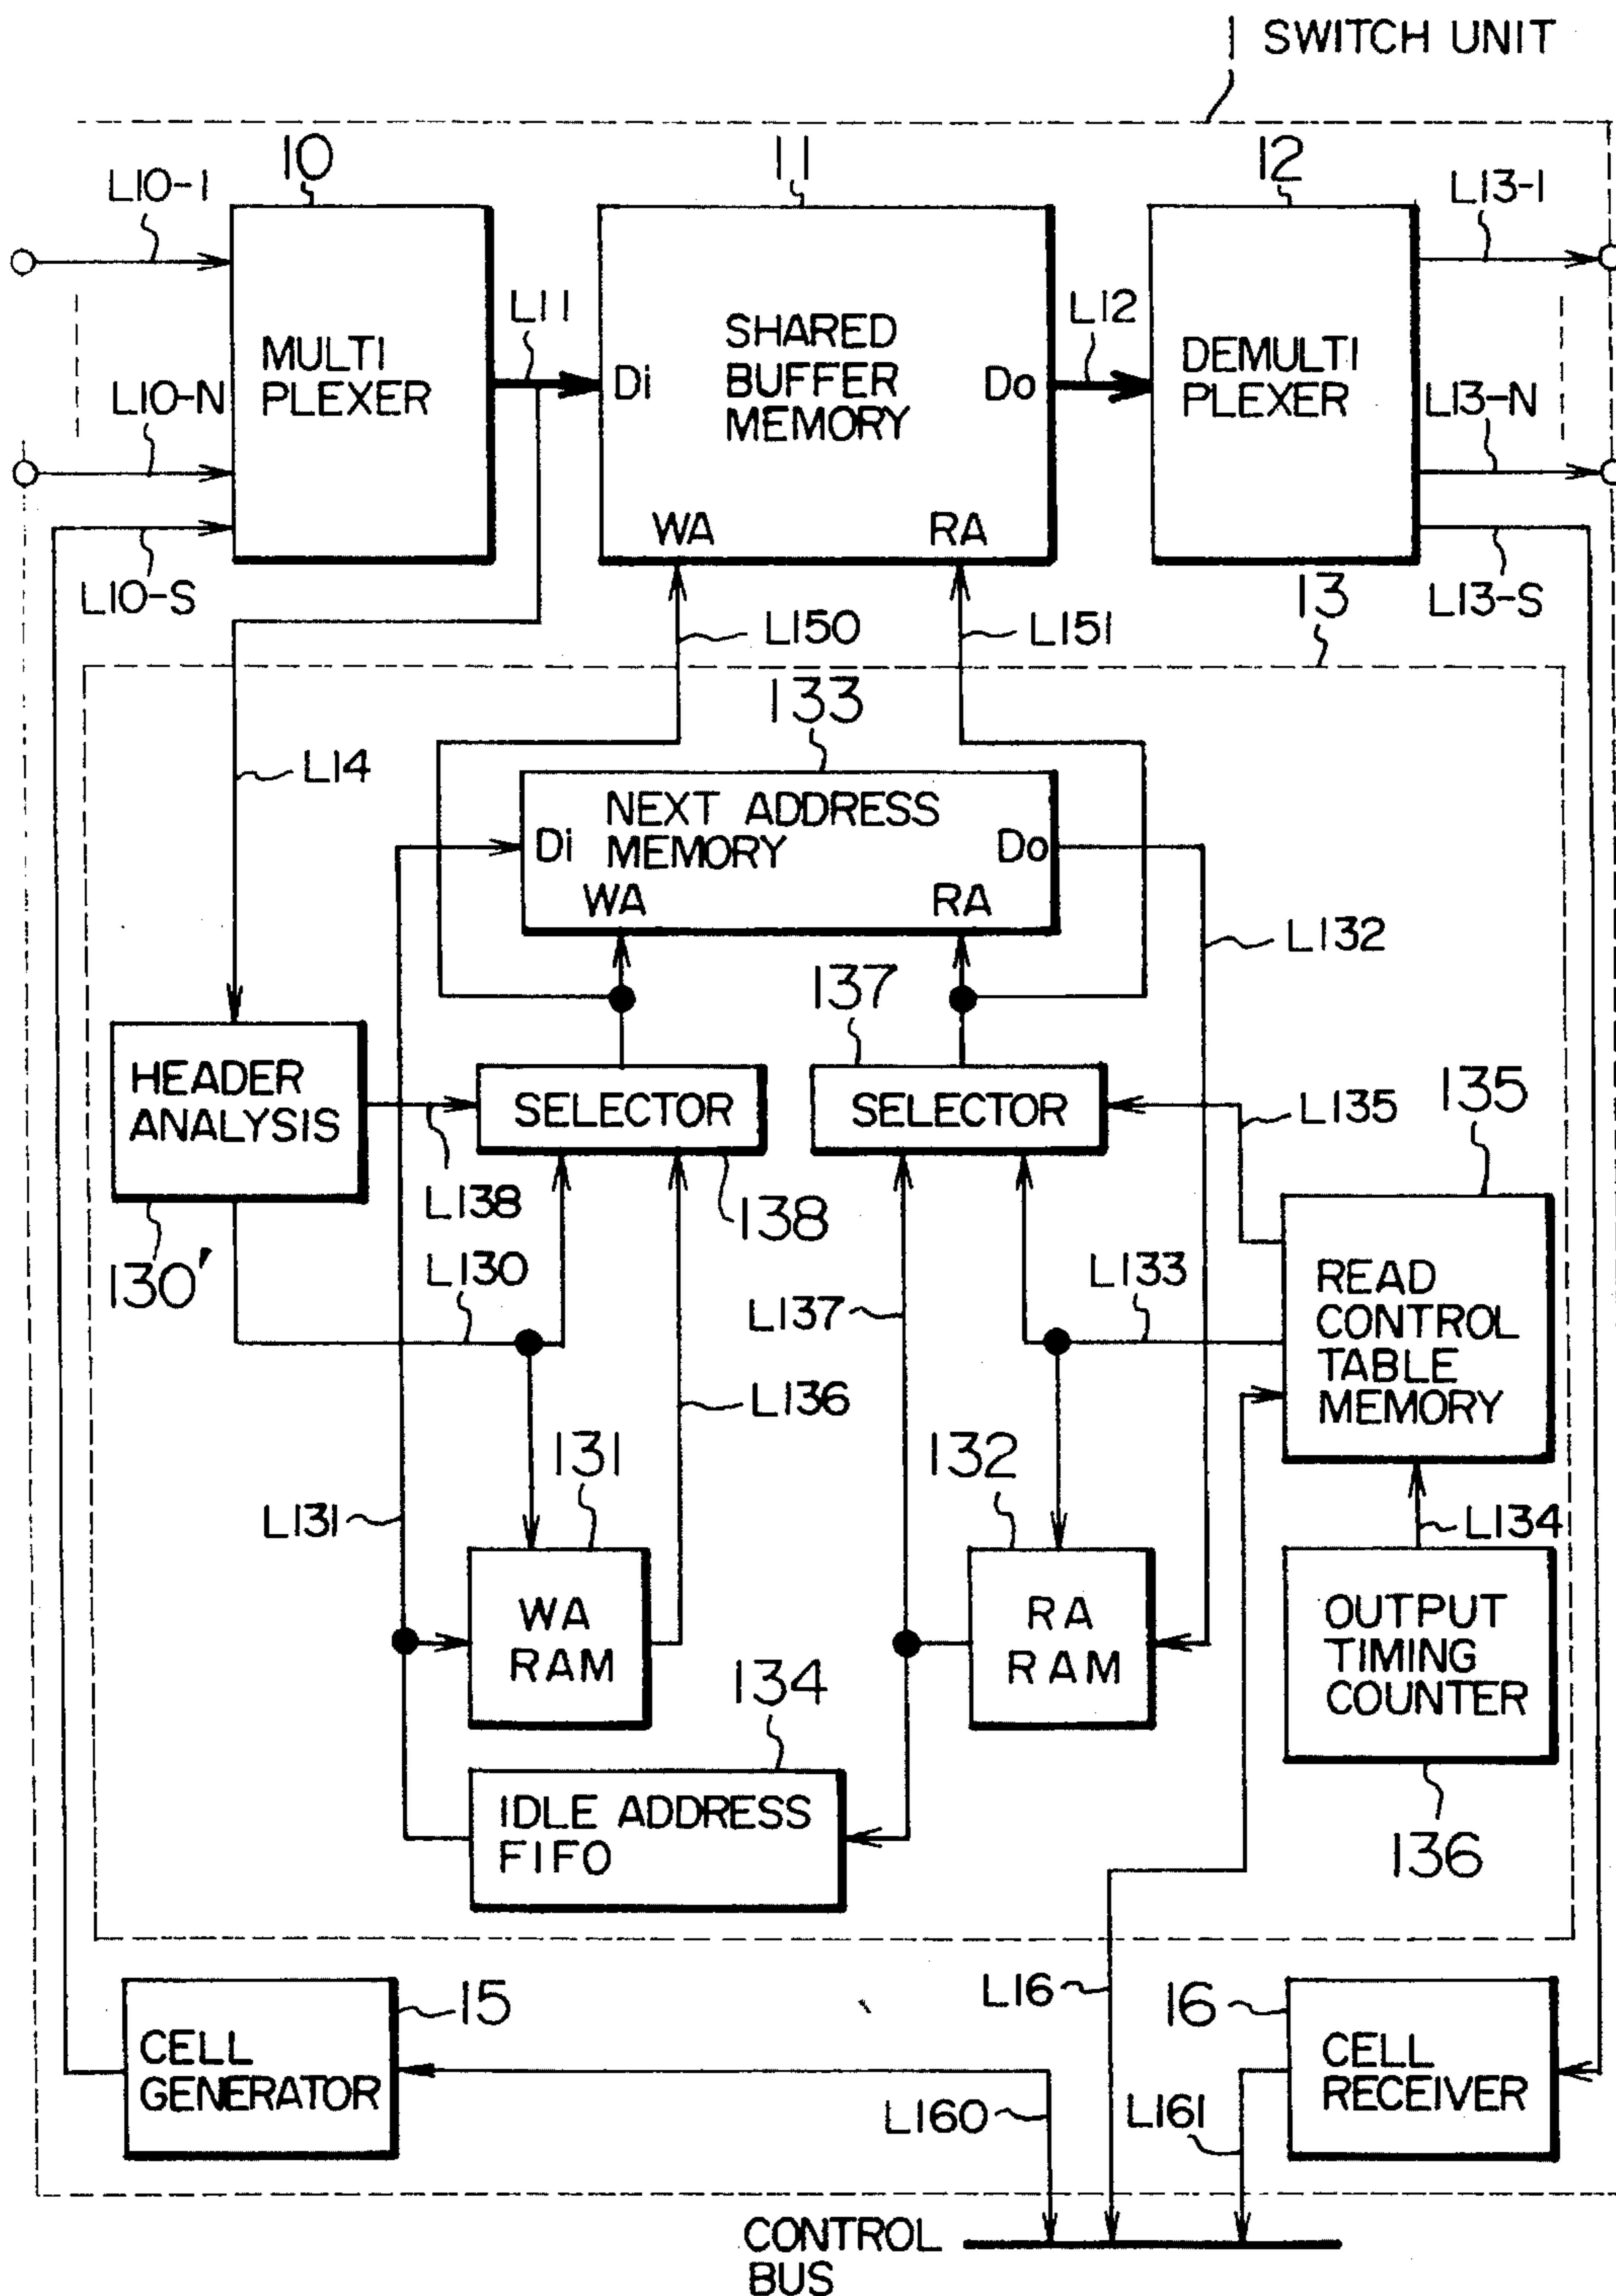 1 SWITCH UNIT
10
11
12
L10-1
L13-1
L11
L12
MULTI
PLEXER
SHARED
BUFFER
MEMORY
Di
Do
WA
RA
DEMULTI
PLEXER
L10-N
L13-N
L10-S
L13-S
13
L150
L151
133
L14
NEXT ADDRESS
MEMORY
Di
Do
WA
RA
L132
137
HEADER
ANALYSIS
SELECTOR
SELECTOR
L135
135
L138
138
130'
L130
L137
L133
READ
CONTROL
TABLE
MEMORY
L136
131
132
L131
L134
WA
RAM
RA
RAM
OUTPUT
TIMING
COUNTER
134
IDLE ADDRESS
FIFO
136
15
L16
16
CELL
GENERATOR
CELL
RECEIVER
L160
L161
CONTROL
BUS